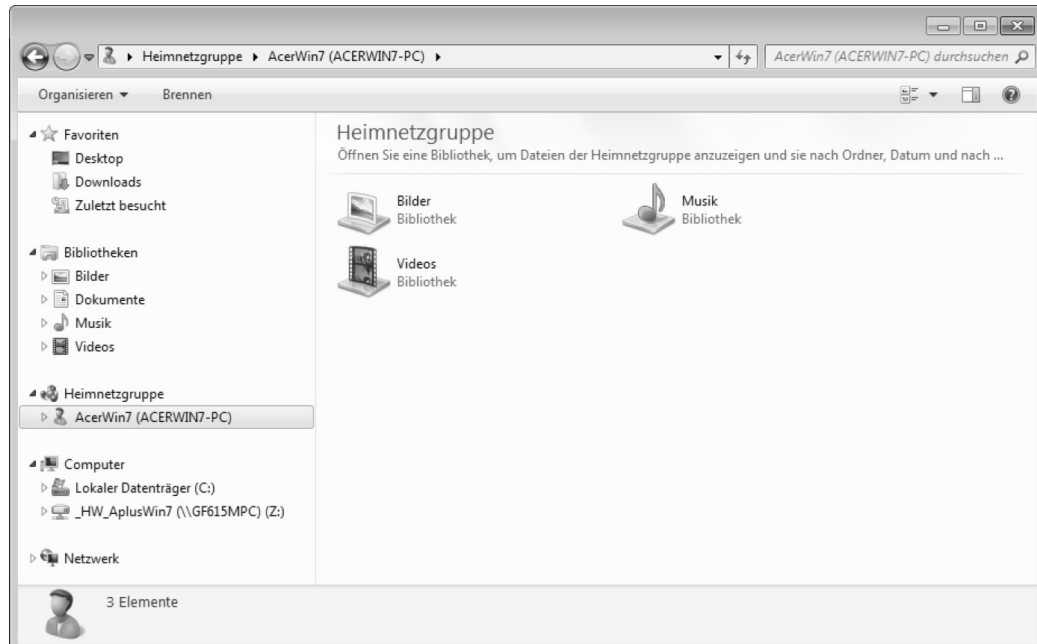 Heimnetzgruppe AcerWin7 (ACERWIN7-PC)
AcerWin7 (ACERWIN7-PC) durchsuchen
Organisieren Brennen
Favoriten
Desktop
Downloads
Zuletzt besucht
Bibliotheken
Bilder
Dokumente
Musik
Videos
Heimnetzgruppe
AcerWin7 (ACERWIN7-PC)
Computer
Lokaler Datenträger (C:)
_HW_AplusWin7 (\\GF615MPC) (Z:)
Netzwerk
Heimnetzgruppe
Öffnen Sie eine Bibliothek, um Dateien der Heimnetzgruppe anzuzeigen und sie nach Ordner, Datum und nach ...
Bilder
Bibliothek
Musik
Bibliothek
Videos
Bibliothek
3 Elemente